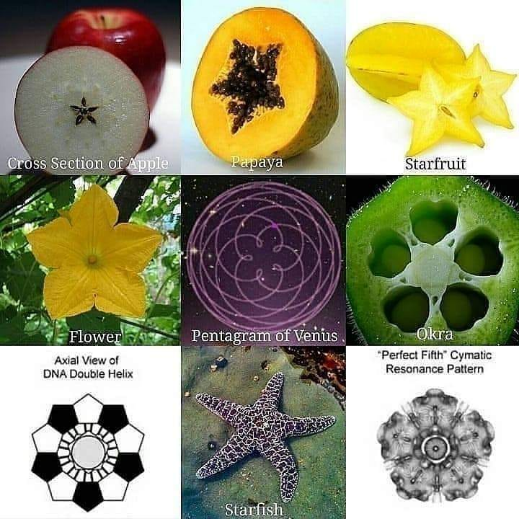 Cross Section of Apple
Papaya
Starfruit
Flower
Pentagram of Venus
Okra
Axial View of
DNA Double Helix
Starfish
"Perfect Fifth" Cymatic
Resonance Pattern